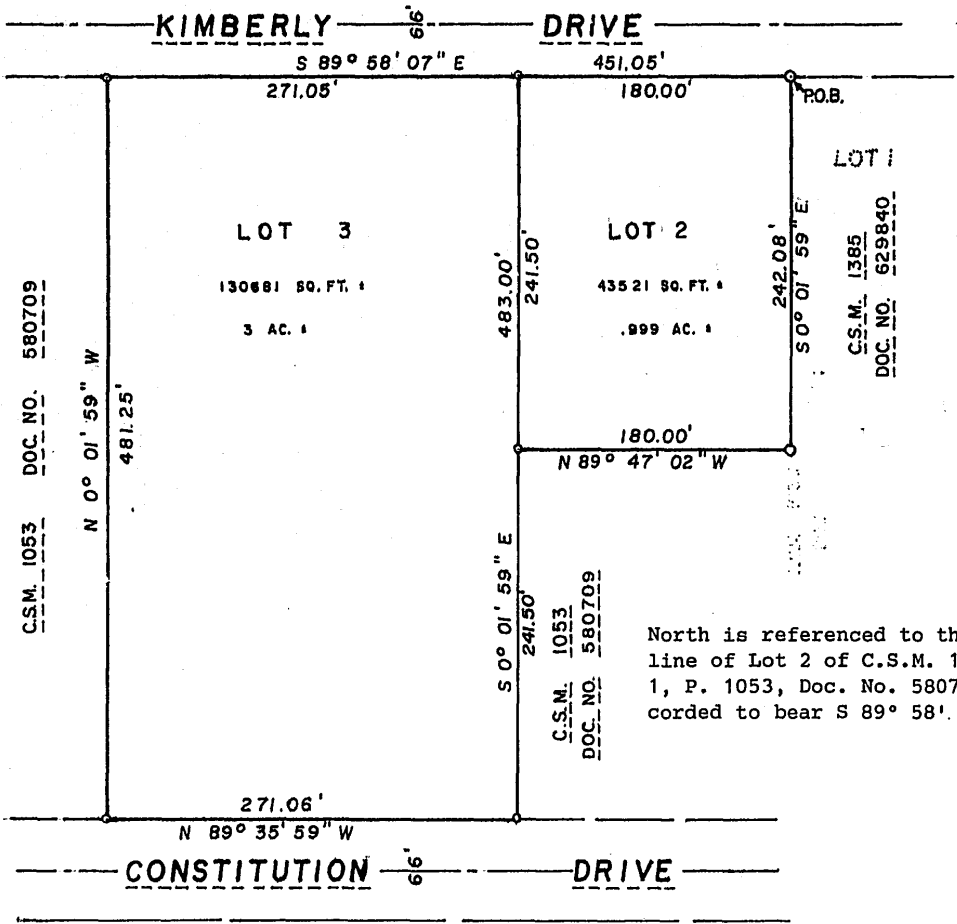 KIMBERLY 66' DRIVE
S 89° 58' 07" E 451.05'
271.05' 180.00'
P.O.B.
LOT 1
C.S.M. 1385
DOC. NO. 629840
LOT 3
130681 SQ. FT. ±
3 AC. ±
LOT 2
43521 SQ. FT. ±
.999 AC. ±
242.08'
S 0° 01' 59" E
483.00'
241.50'
C.S.M. 1053 DOC. NO. 580709
N 0° 01' 59" W
481.25'
180.00'
N 89° 47' 02" W
S 0° 01' 59" E
241.50'
C.S.M. 1053
DOC. NO. 580709
North is referenced to th
line of Lot 2 of C.S.M. 1
1, P. 1053, Doc. No. 5807
corded to bear S 89° 58'.
271.06'
N 89° 35' 59" W
CONSTITUTION 66' DRIVE